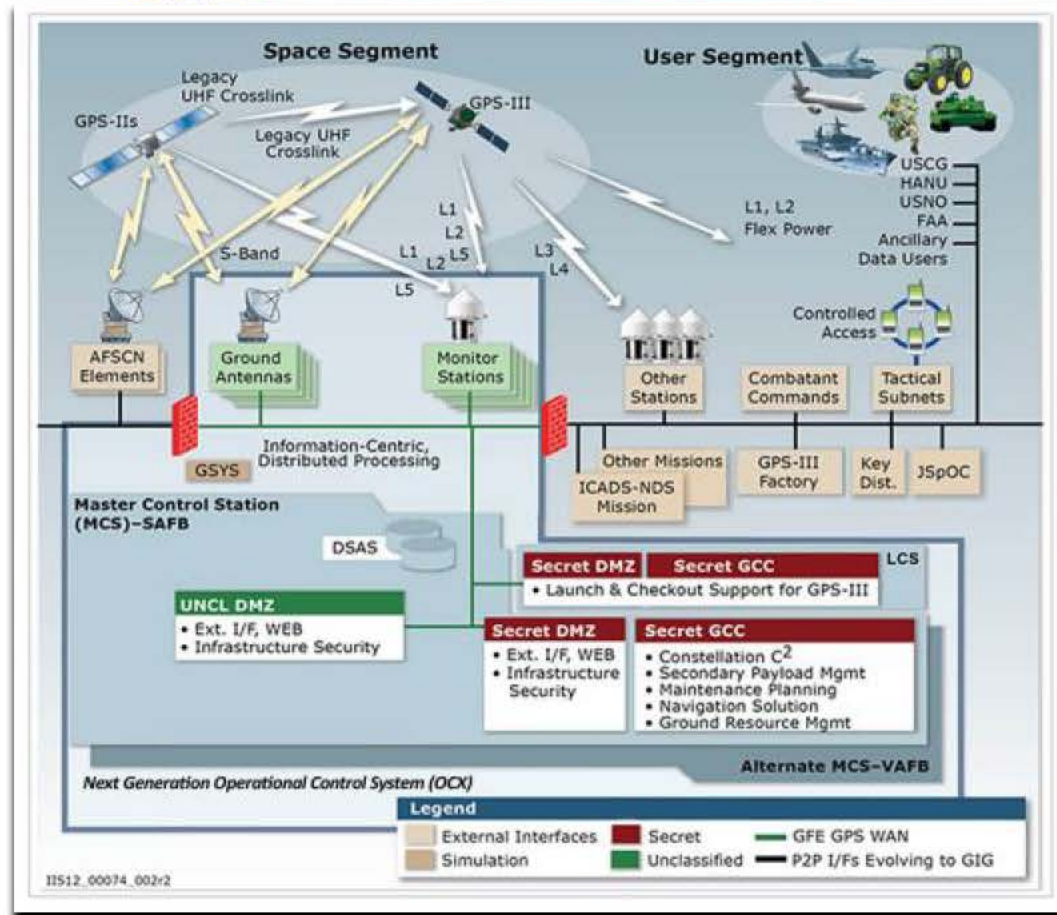 Space Segment
User Segment
Legacy
UHF Crosslink
GPS-IIs
GPS-III
Legacy UHF
Crosslink
USCG
HANU
USNO
FAA
Ancillary
Data Users
L1
L2
L5
L1
L2
L5
L3
L4
L1, L2
Flex Power
S-Band
Controlled
Access
AFSCN
Elements
Ground
Antennas
Monitor
Stations
Other
Stations
Combatant
Commands
Tactical
Subnets
Information-Centric,
Distributed Processing
GSYS
Other Missions
ICADS-NDS
Mission
GPS-III
Factory
Key
Dist.
JSpOC
Master Control Station
(MCS)–SAFB
DSAS
LCS
Secret DMZ
Secret GCC
• Launch & Checkout Support for GPS-III
UNCL DMZ
• Ext. I/F, WEB
• Infrastructure Security
Secret DMZ
• Ext. I/F, WEB
• Infrastructure
Security
Secret GCC
• Constellation C2
• Secondary Payload Mgmt
• Maintenance Planning
• Navigation Solution
• Ground Resource Mgmt
Alternate MCS–VAFB
Next Generation Operational Control System (OCX)
Legend
External Interfaces
Secret
GFE GPS WAN
Simulation
Unclassified
P2P I/Fs Evolving to GIG
IIS12_00074_002r2